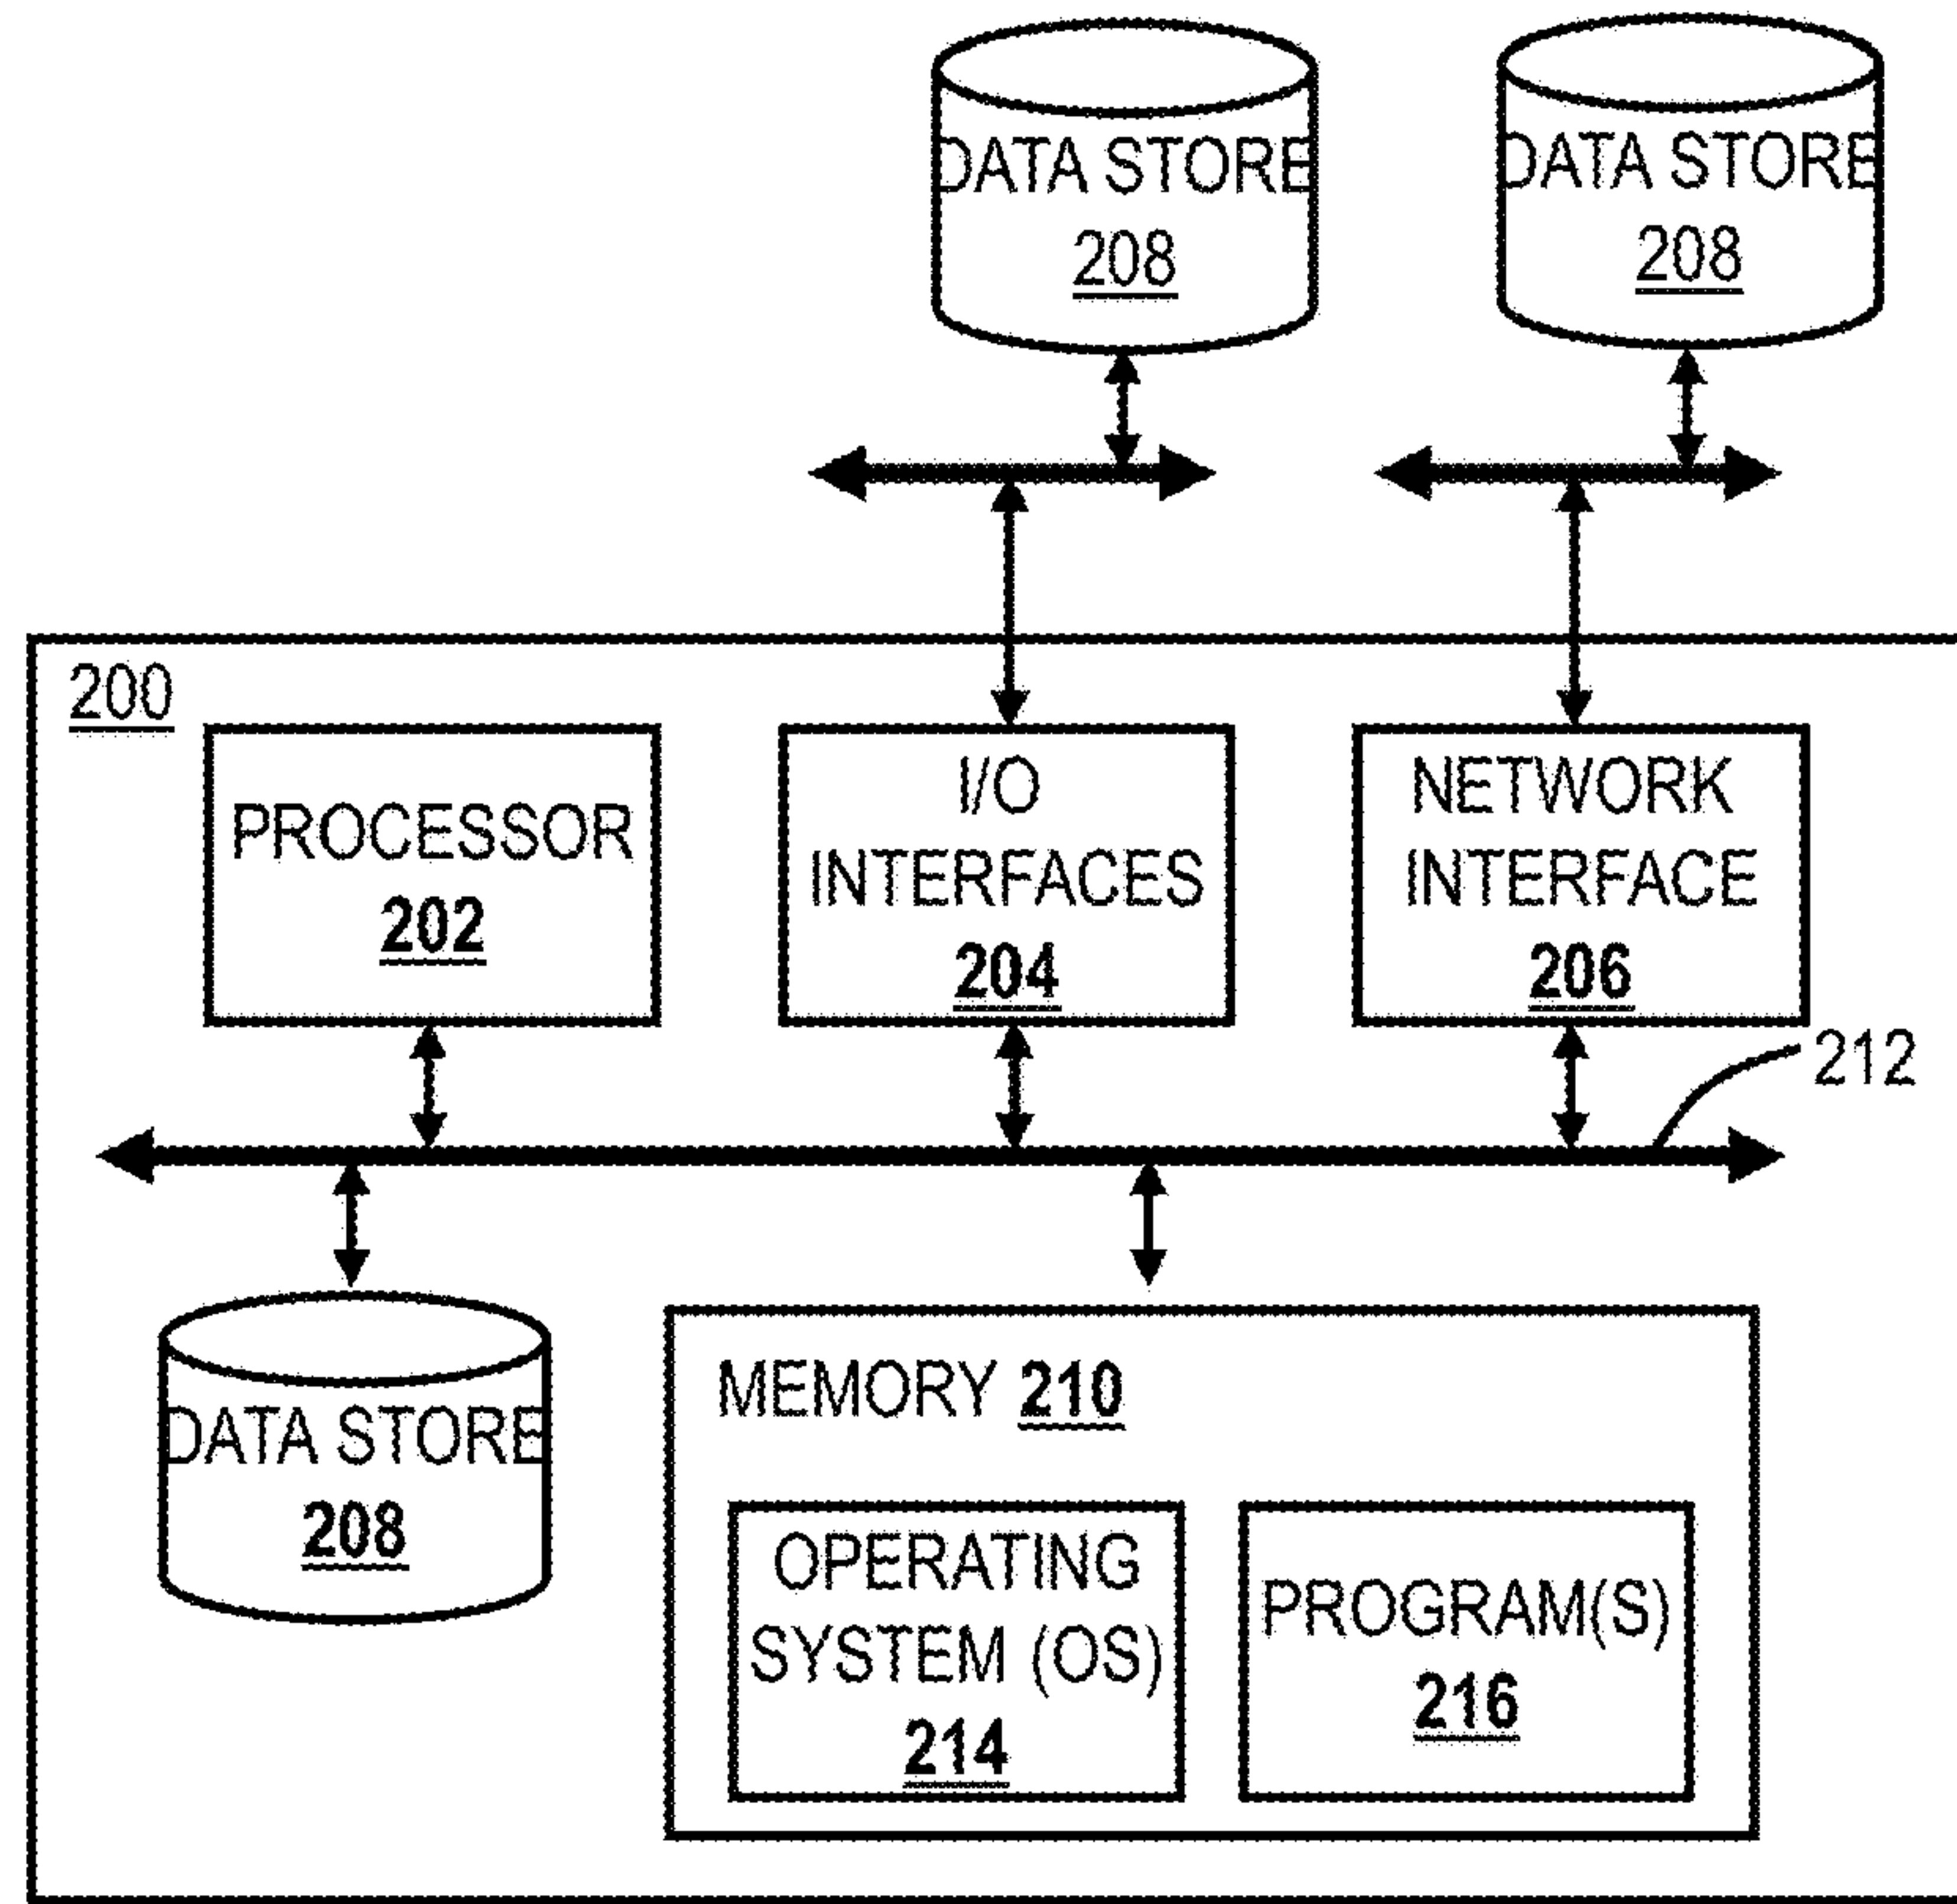 DATA STORE
208
DATA STORE
208
200
PROCESSOR
202
I/O
INTERFACES
204
NETWORK
INTERFACE
206
212
DATA STORE
208
MEMORY 210
OPERATING
SYSTEM (OS)
214
PROGRAM(S)
216